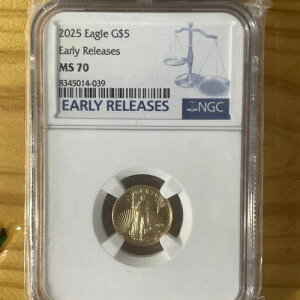 2025 Eagle G$5
Early Releases
MS 70
8345014-039
EARLY RELEASES
NGC